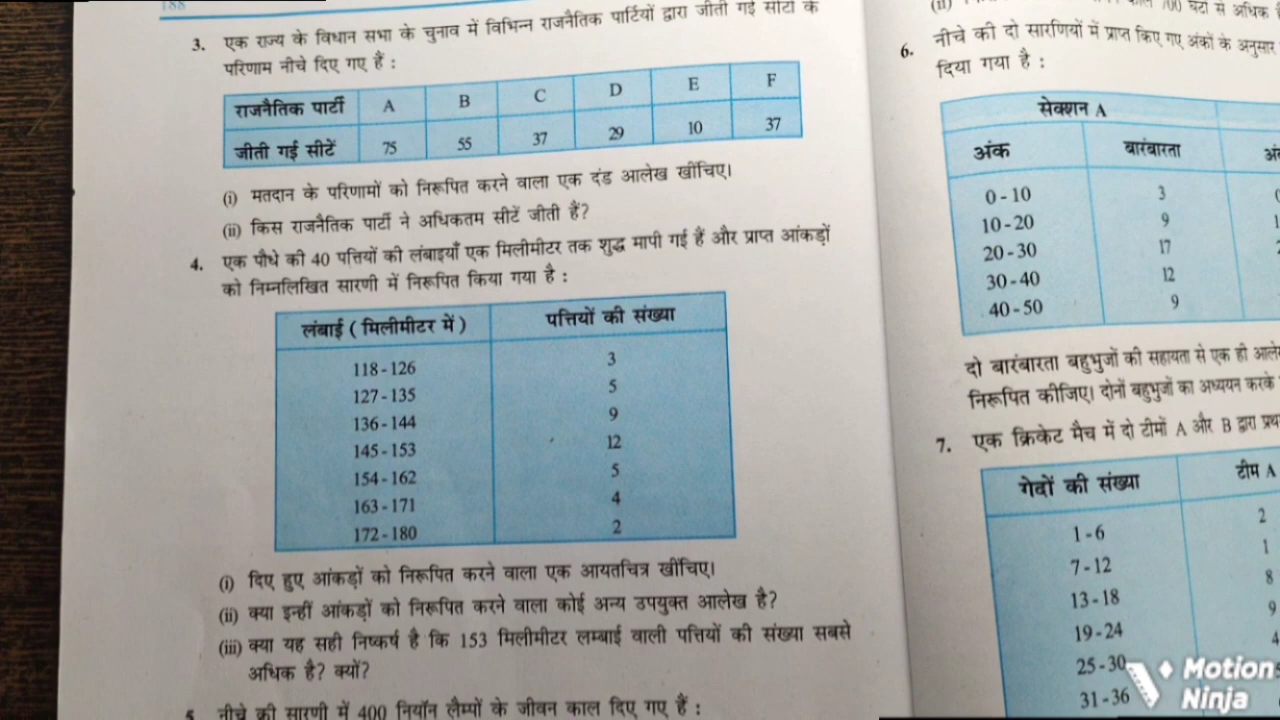 188
3. एक राज्य के विधान सभा के चुनाव में विभिन्न राजनैतिक पार्टियों द्वारा जीती गई सीटों के
परिणाम नीचे दिए गए हैं :
राजनैतिक पार्टी A B C D E F
जीती गई सीटें 75 55 37 29 10 37
(i) मतदान के परिणामों को निरूपित करने वाला एक दंड आलेख खींचिए।
(ii) किस राजनैतिक पार्टी ने अधिकतम सीटें जीती हैं?
4. एक पौधे की 40 पत्तियों की लंबाइयाँ एक मिलीमीटर तक शुद्ध मापी गई हैं और प्राप्त आंकड़ों
को निम्नलिखित सारणी में निरूपित किया गया है :
लंबाई ( मिलीमीटर में ) पत्तियों की संख्या
118 - 126 3
127 - 135 5
136 - 144 9
145 - 153 12
154 - 162 5
163 - 171 4
172 - 180 2
(i) दिए हुए आंकड़ों को निरूपित करने वाला एक आयतचित्र खींचिए।
(ii) क्या इन्हीं आंकड़ों को निरूपित करने वाला कोई अन्य उपयुक्त आलेख है?
(iii) क्या यह सही निष्कर्ष है कि 153 मिलीमीटर लम्बाई वाली पत्तियों की संख्या सबसे
अधिक है? क्यों?
नीचे की सारणी में 400 नियॉन लैम्पों के जीवन काल दिए गए हैं :
(ii) 700 घंटों से अधिक
6. नीचे की दो सारणियों में प्राप्त किए गए अंकों के अनुसार
दिया गया है :
सेक्शन A
अंक बारंबारता
0 - 10 3
10 - 20 9
20 - 30 17
30 - 40 12
40 - 50 9
दो बारंबारता बहुभुजों की सहायता से एक ही
निरूपित कीजिए। दोनों बहुभुजों का अध्ययन करके
7. एक क्रिकेट मैच में दो टीमों A और B द्वारा
गेंदों की संख्या टीम A
1 - 6 2
7 - 12 1
13 - 18 8
19 - 24 9
25 - 30 4
31 - 36
Motion
Ninja